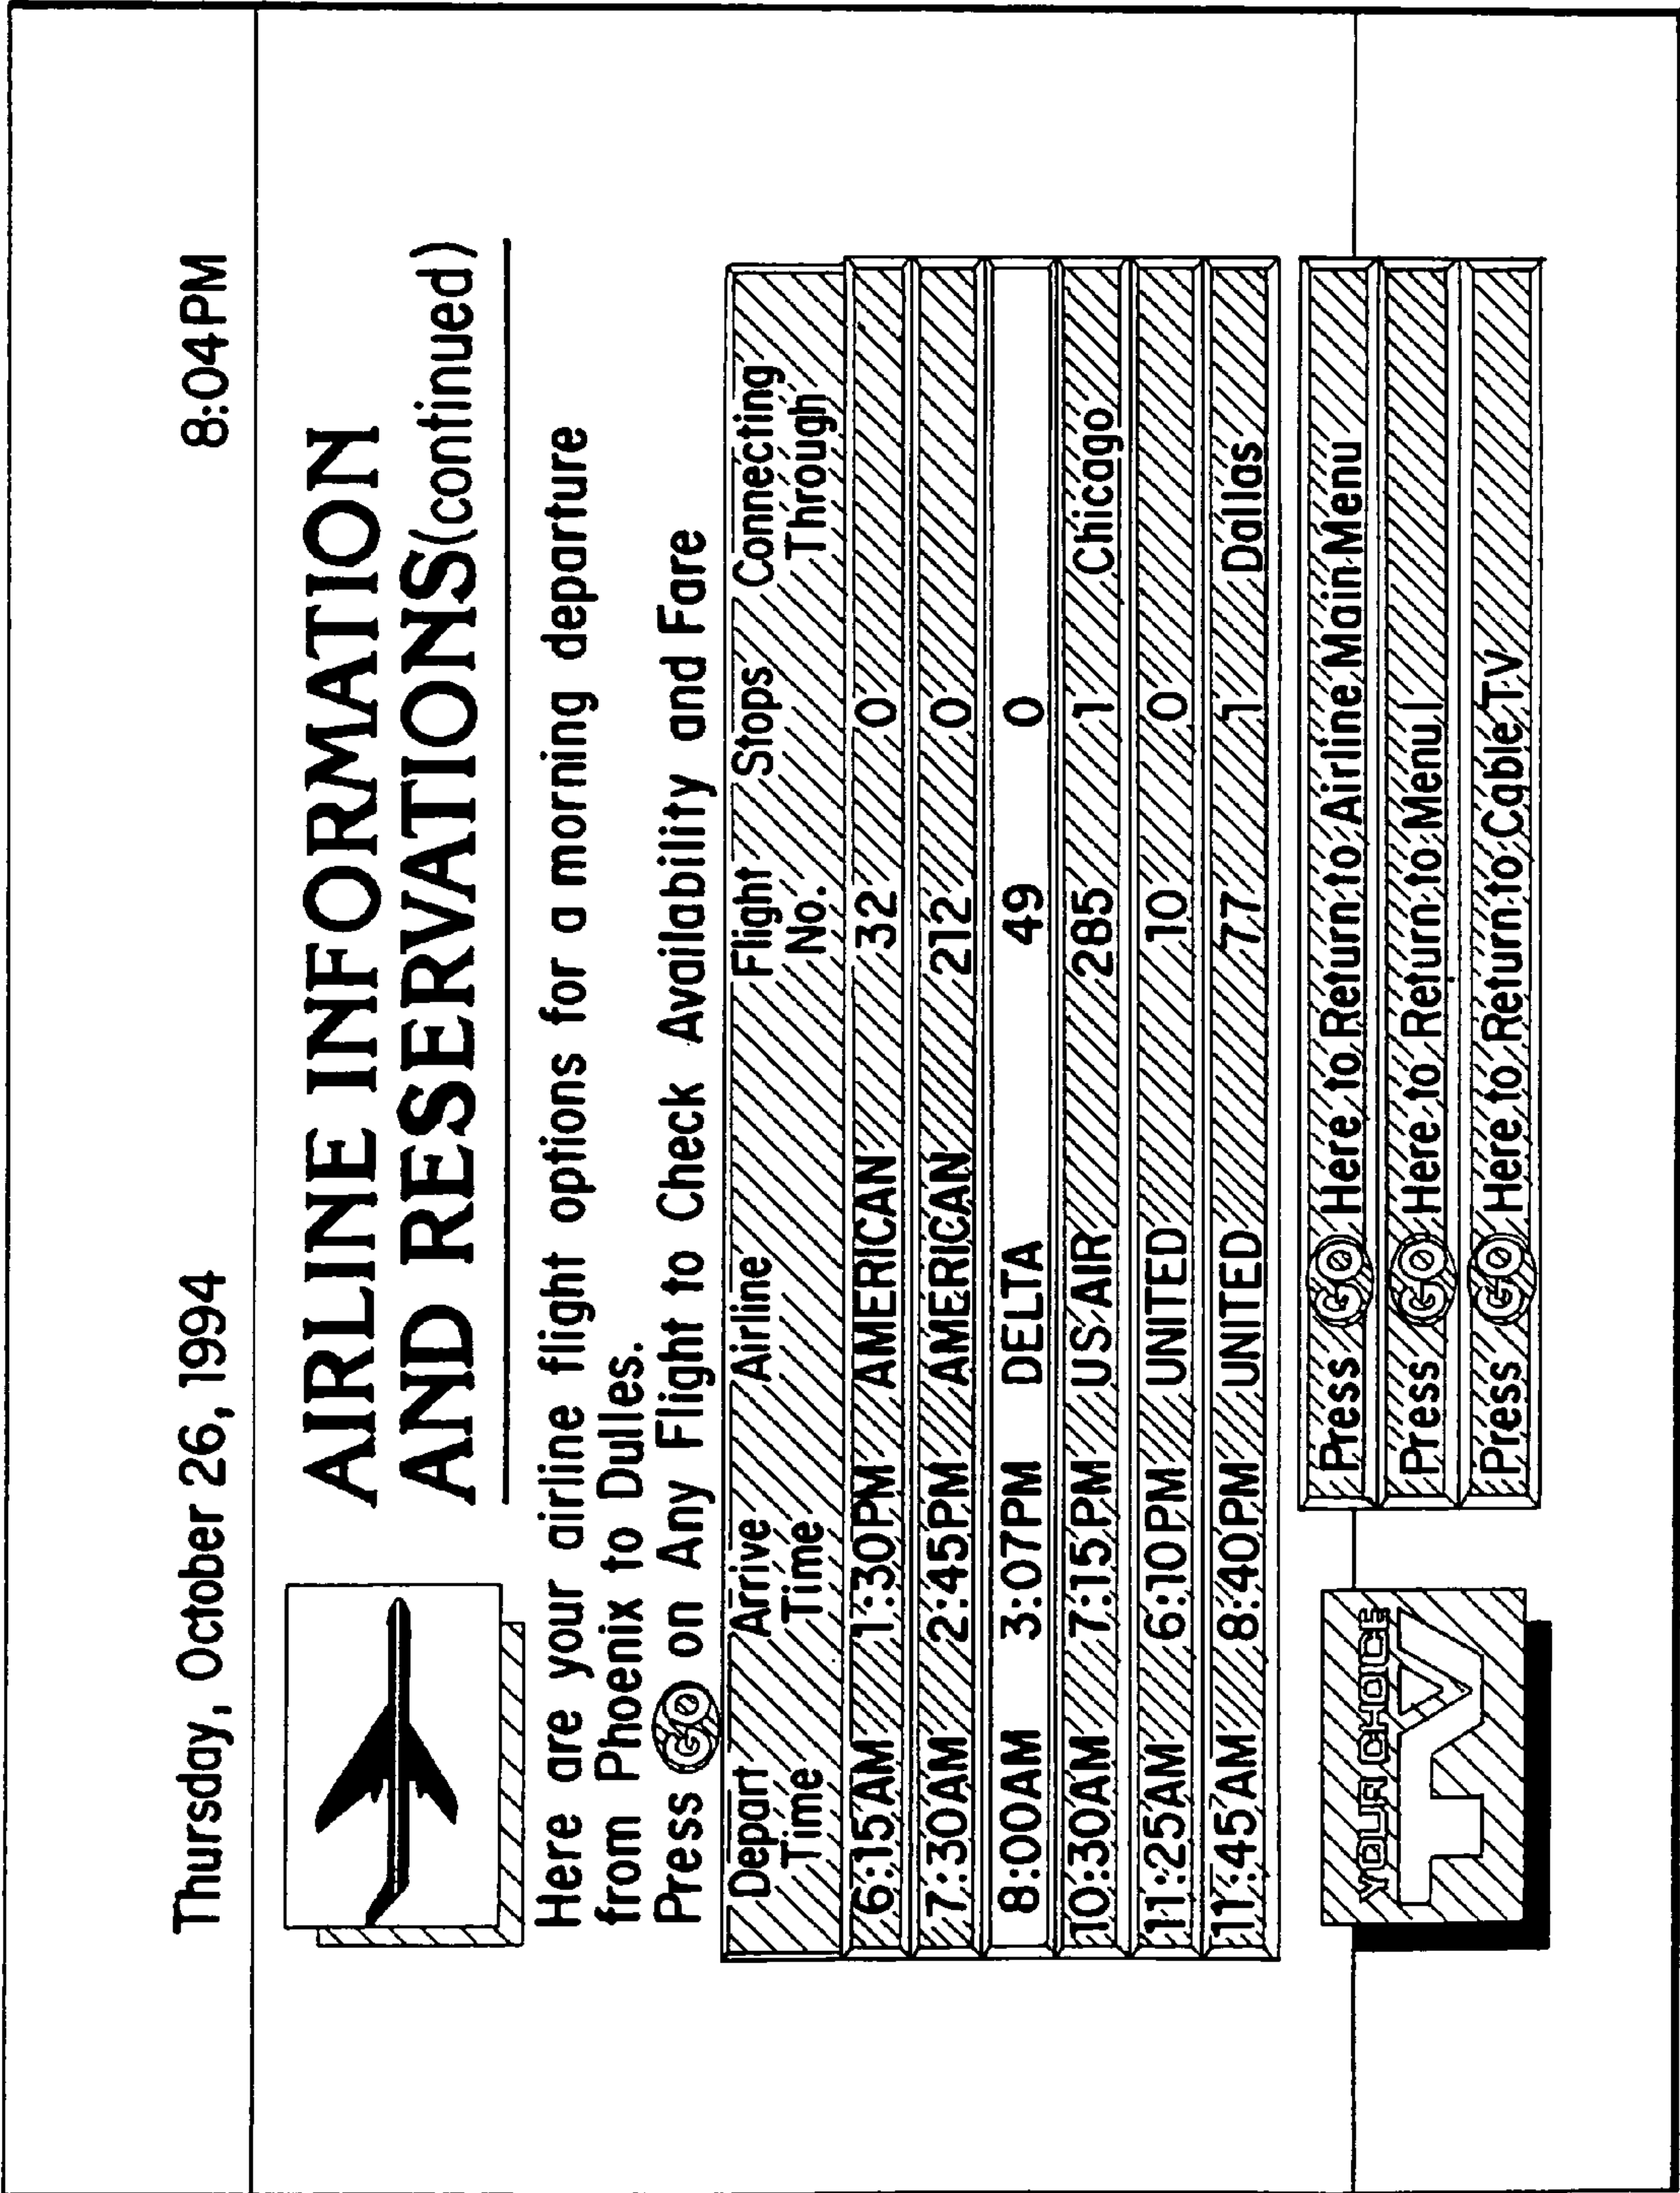 Thursday, October 26, 1994 8:04PM
AIRLINE INFORMATION
AND RESERVATIONS (continued)
Here are your airline flight options for a morning departure
from Phoenix to Dulles.
Press GO on Any Flight to Check Availability and Fare
Depart Time Arrive Time Airline Flight No. Stops Connecting Through
6:15AM 1:30PM AMERICAN 32 0
7:30AM 2:45PM AMERICAN 212 0
8:00AM 3:07PM DELTA 49 0
10:30AM 7:15PM US AIR 285 1 Chicago
11:25AM 6:10PM UNITED 10 0
11:45AM 8:40PM UNITED 77 1 Dallas
Press GO Here to Return to Airline Main Menu
Press GO Here to Return to Menu 1
Press GO Here to Return to Cable TV
YOUR CHOICE
TV